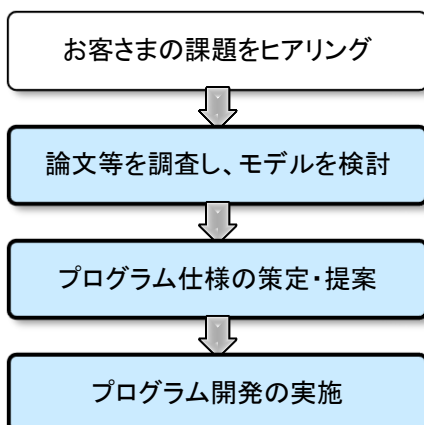 お客さまの課題をヒアリング
論文等を調査し、モデルを検討
プログラム仕様の策定・提案
プログラム開発の実施